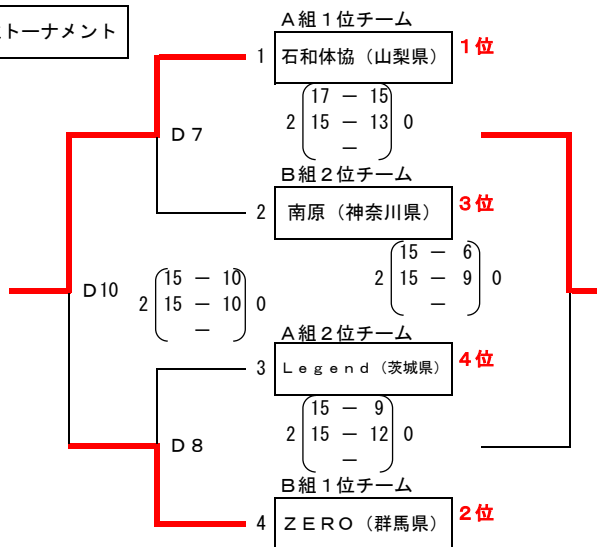 トーナメント
A組1位チーム
1 石和体協（山梨県） 1位
17 － 15
2 15 － 13 0
－
D7
B組2位チーム
2 南原（神奈川県） 3位
15 － 6
2 15 － 9 0
－
D10
15 － 10
2 15 － 10 0
－
A組2位チーム
3 Legend（茨城県） 4位
15 － 9
2 15 － 12 0
－
D8
B組1位チーム
4 ZERO（群馬県） 2位